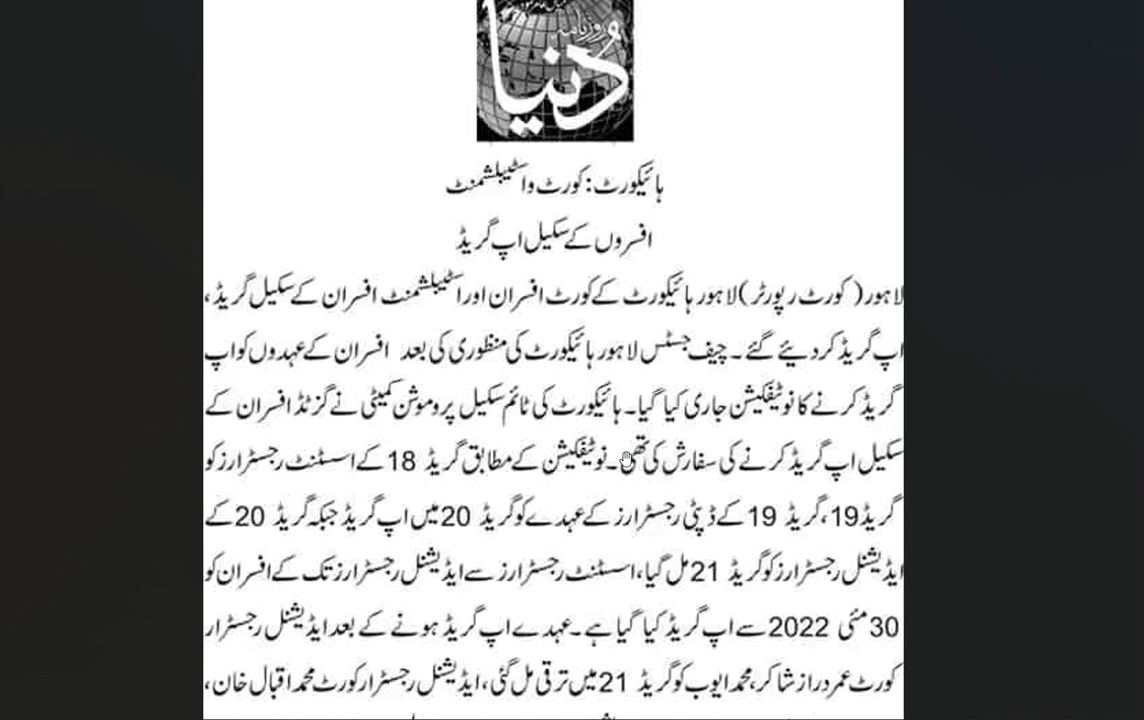 روزنامہ
دُنیا
ہائیکورٹ: کورٹ واسٹیبلشمنٹ
افسروں کے سکیل اپ گریڈ
لاہور( کورٹ رپورٹر )لاہور ہائیکورٹ کے کورٹ افسران اور اسٹیبلشمنٹ افسران کے سکیل گریڈ،
اپ گریڈ کردیئے گئے۔ چیف جسٹس لاہور ہائیکورٹ کی منظوری کی بعد افسران کے عہدوں کو اپ
گریڈ کرنے کا نوٹیفکیشن جاری کیا گیا۔ ہائیکورٹ کی ٹائم سکیل پروموشن کمیٹی نے گزٹڈ افسران کے
سکیل اپ گریڈ کرنے کی سفارش کی تھی۔نوٹیفکیشن کے مطابق گریڈ 18 کے اسسٹنٹ رجسٹرارز کو
گریڈ19،گریڈ 19 کے ڈپٹی رجسٹرارز کے عہدے کو گریڈ 20 میں اپ گریڈ جبکہ گریڈ 20 کے
ایڈیشنل رجسٹرارز کو گریڈ 21 مل گیا،اسسٹنٹ رجسٹرارز سے ایڈیشنل رجسٹرارز تک کے افسران کو
30 مئی 2022 سے اپ گریڈ کیا گیا ہے۔عہدے اپ گریڈ ہونے کے بعد ایڈیشنل رجسٹرار
کورٹ عمر دراز شاکر،محمد ایوب کو گریڈ 21 میں ترقی مل گئی،ایڈیشنل رجسٹرار کورٹ محمد اقبال خان،